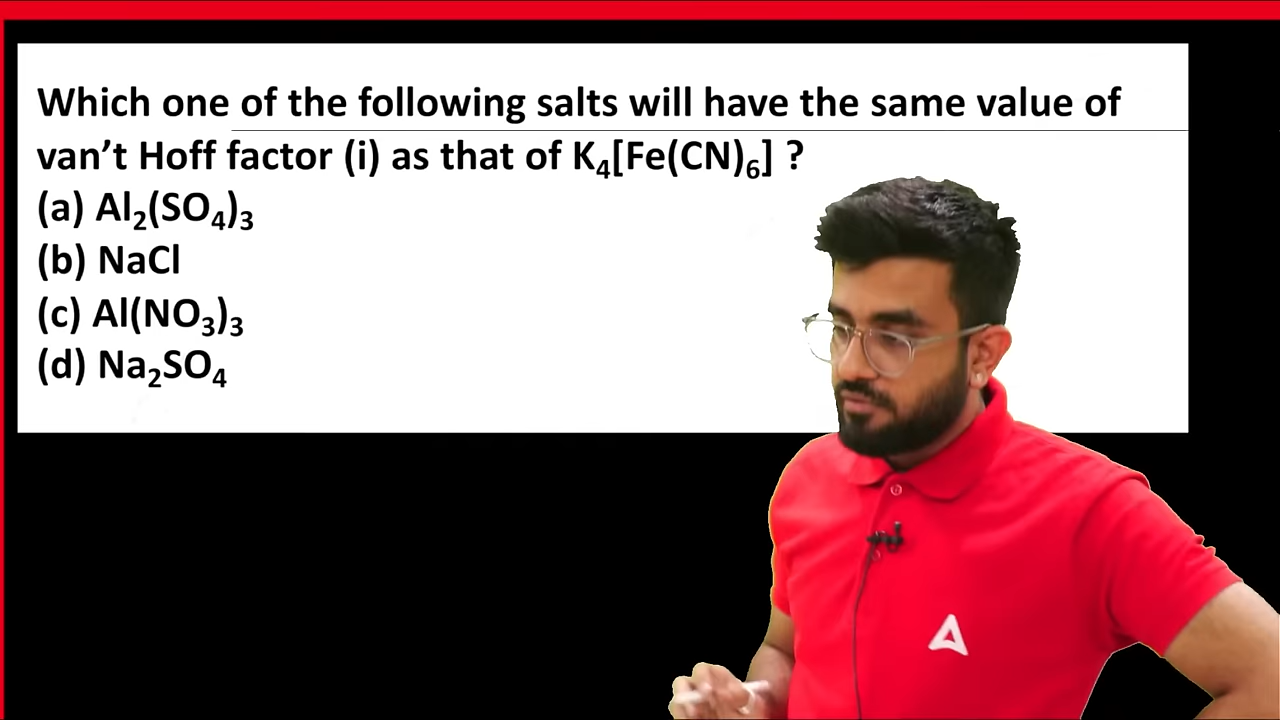 Which one of the following salts will have the same value of
van’t Hoff factor (i) as that of K₄[Fe(CN)₆] ?
(a) Al₂(SO₄)₃
(b) NaCl
(c) Al(NO₃)₃
(d) Na₂SO₄